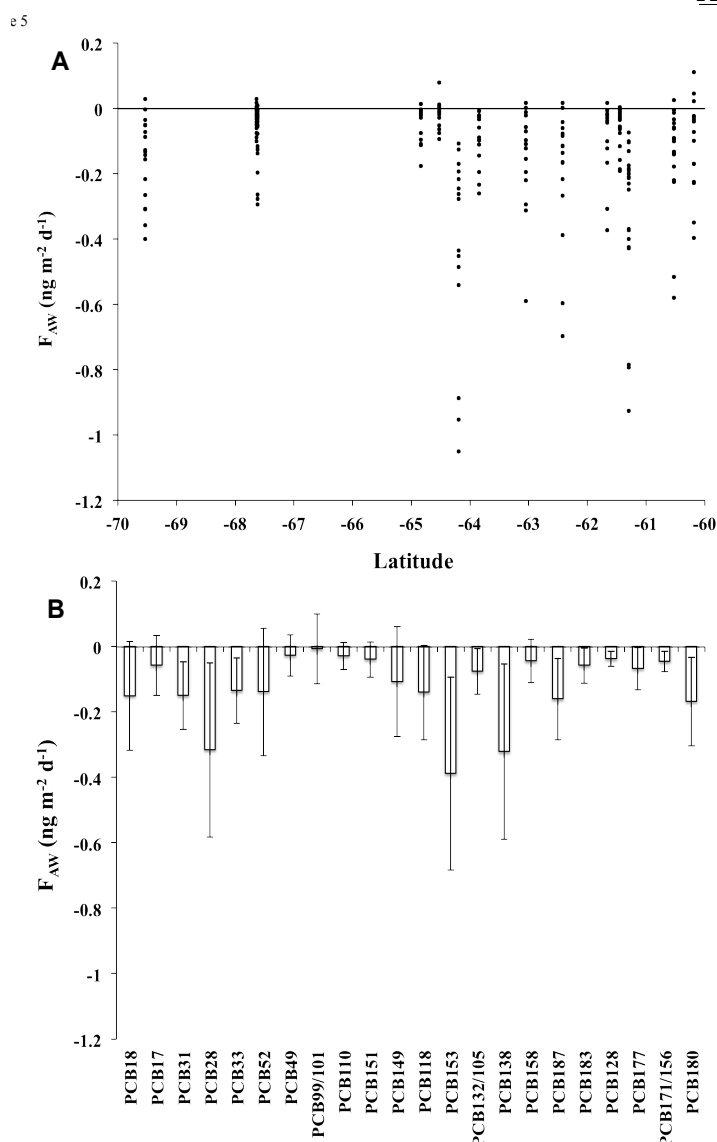 e 5
A
0.2
0
-0.2
-0.4
-0.6
-0.8
-1
-1.2
F_AW (ng m⁻² d⁻¹)
-70 -69 -68 -67 -66 -65 -64 -63 -62 -61 -60
Latitude
B
0.2
0
-0.2
-0.4
-0.6
-0.8
-1
-1.2
F_AW (ng m⁻² d⁻¹)
PCB18
PCB17
PCB31
PCB28
PCB33
PCB52
PCB49
PCB99/101
PCB110
PCB151
PCB149
PCB118
PCB153
PCB132/105
PCB138
PCB158
PCB187
PCB183
PCB128
PCB177
PCB171/156
PCB180